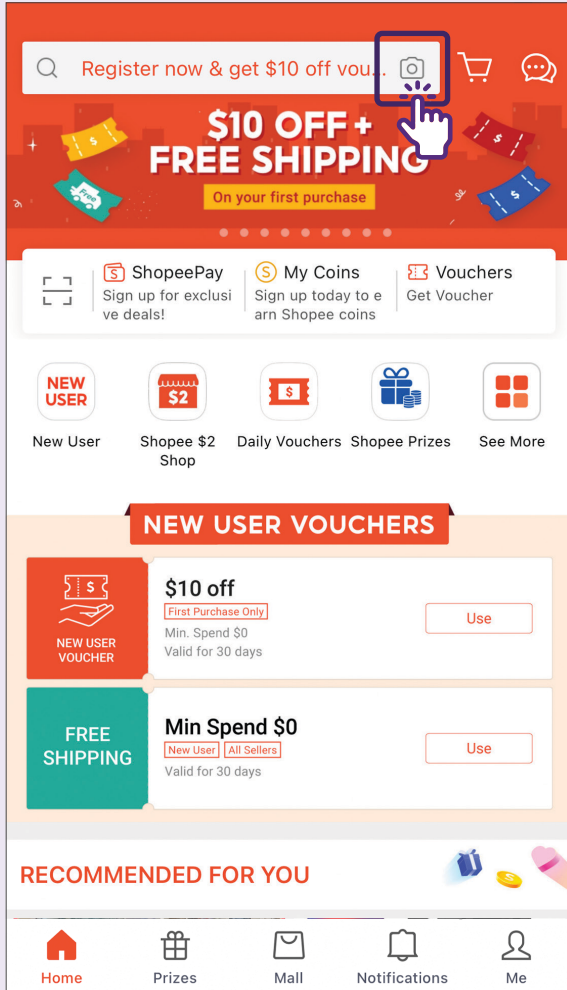 Register now & get $10 off vou...
$10 OFF +
FREE SHIPPING
On your first purchase
$
Free
$
$
S ShopeePay
Sign up for exclusi
ve deals!
S My Coins
Sign up today to e
arn Shopee coins
Vouchers
Get Voucher
NEW
USER
New User
$2
Shopee $2
Shop
$
Daily Vouchers
Shopee Prizes
See More
NEW USER VOUCHERS
$
NEW USER
VOUCHER
$10 off
First Purchase Only
Min. Spend $0
Valid for 30 days
Use
FREE
SHIPPING
Min Spend $0
New User All Sellers
Valid for 30 days
Use
RECOMMENDED FOR YOU
Home
Prizes
Mall
Notifications
Me